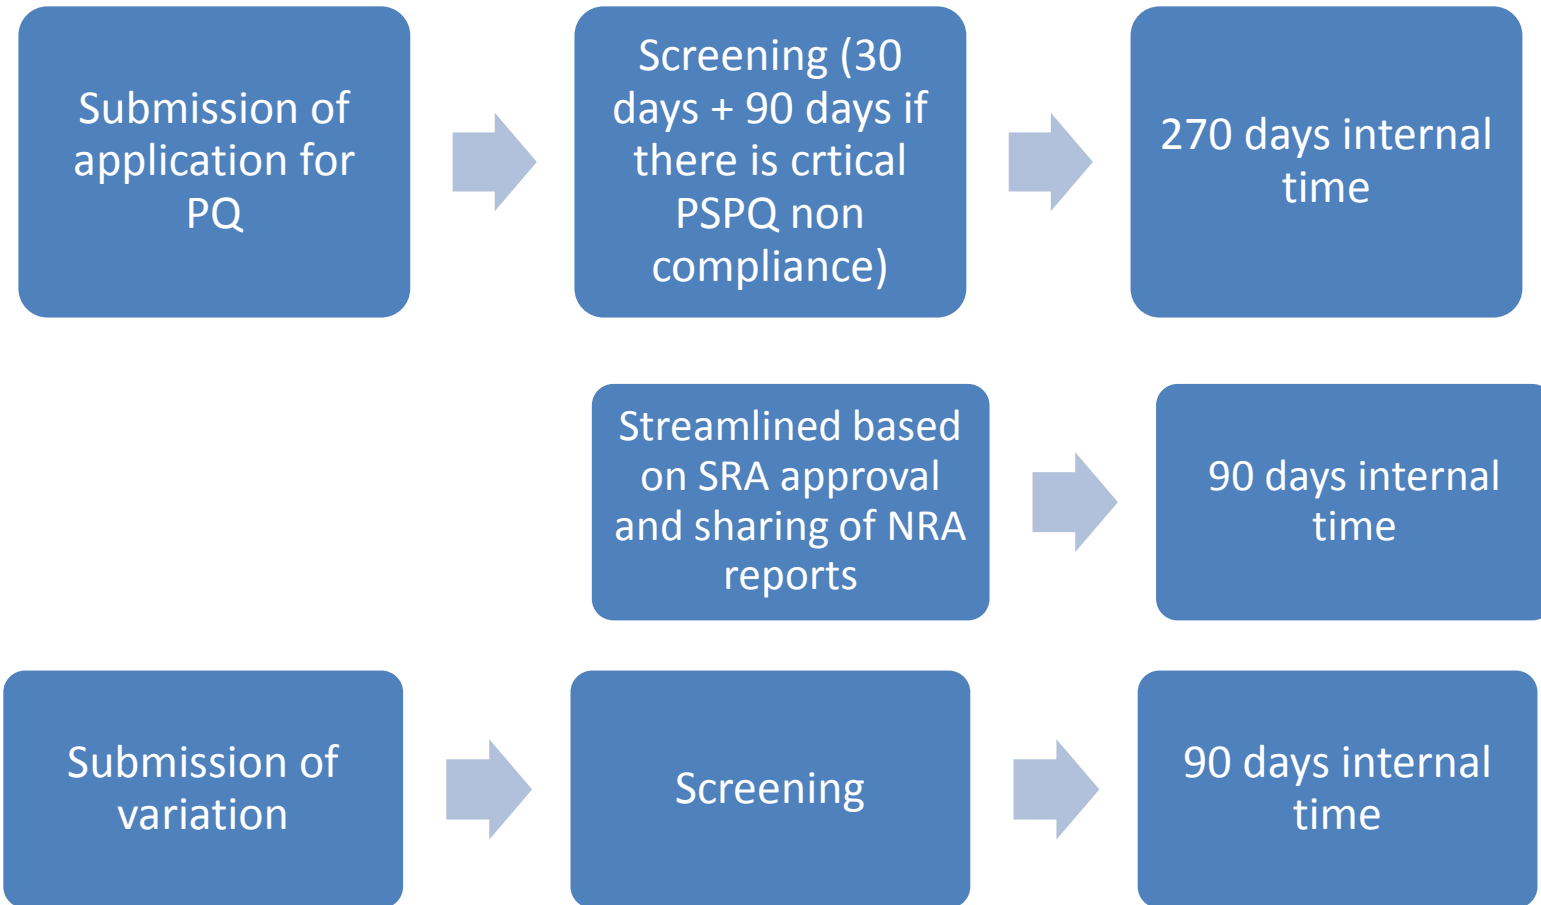 Submission of
application for
PQ
Screening (30
days + 90 days if
there is crtical
PSPQ non
compliance)
270 days internal
time
Streamlined based
on SRA approval
and sharing of NRA
reports
90 days internal
time
Submission of
variation
Screening
90 days internal
time